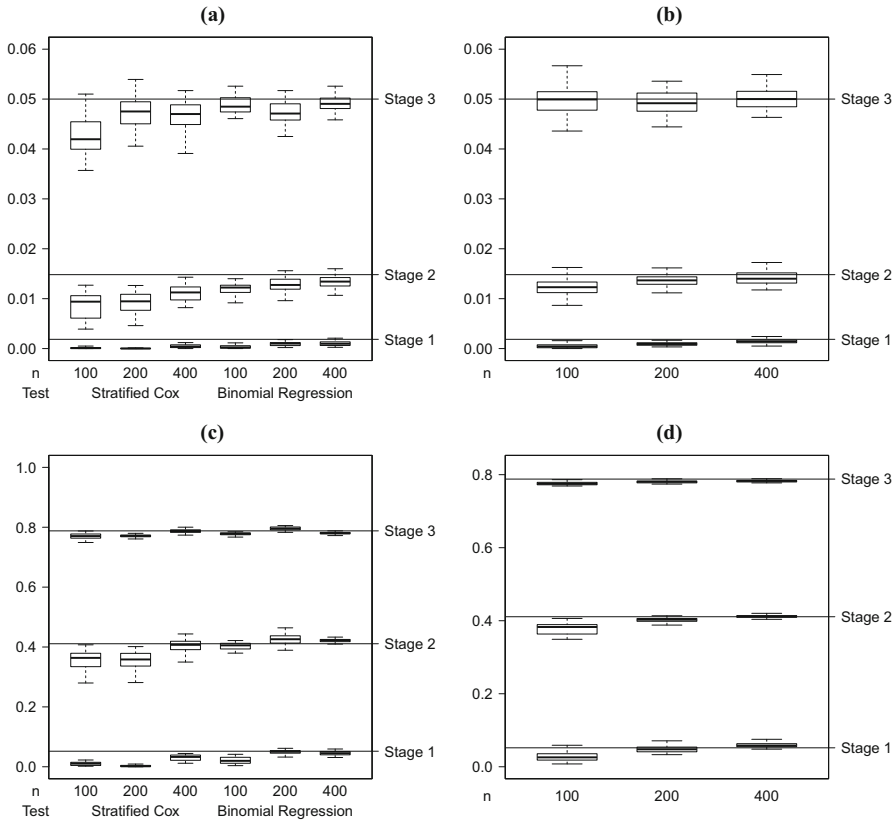 (a)
0.06
0.05
0.04
0.03
0.02
0.01
0.00
Stage 3
Stage 2
Stage 1
n 100 200 400 100 200 400
Test Stratified Cox Binomial Regression
(b)
0.06
0.05
0.04
0.03
0.02
0.01
0.00
Stage 3
Stage 2
Stage 1
n 100 200 400
(c)
1.0
0.8
0.6
0.4
0.2
0.0
Stage 3
Stage 2
Stage 1
n 100 200 400 100 200 400
Test Stratified Cox Binomial Regression
(d)
0.8
0.6
0.4
0.2
0.0
Stage 3
Stage 2
Stage 1
n 100 200 400